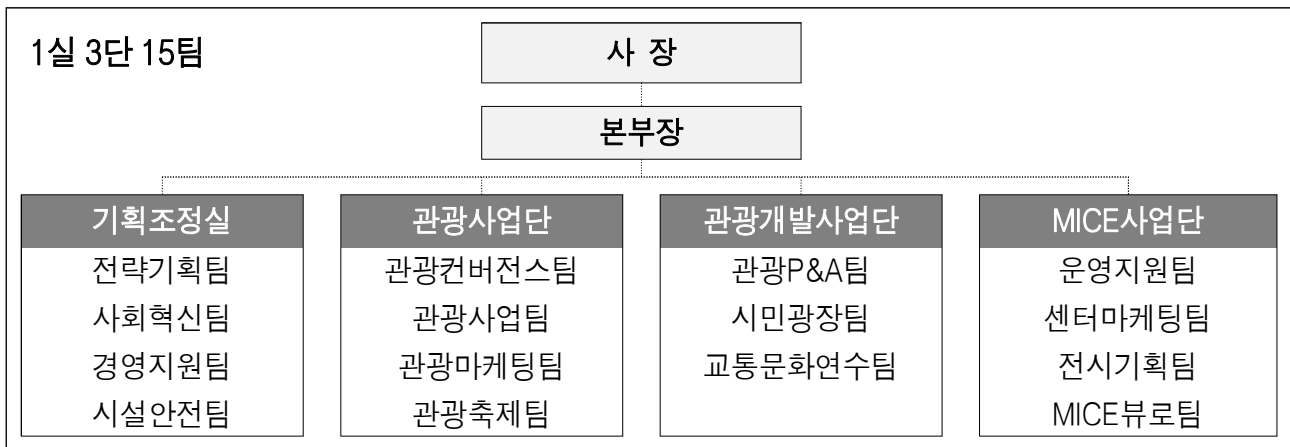 1실 3단 15팀
사 장
본부장
기획조정실
전략기획팀
사회혁신팀
경영지원팀
시설안전팀
관광사업단
관광컨버전스팀
관광사업팀
관광마케팅팀
관광축제팀
관광개발사업단
관광P&A팀
시민광장팀
교통문화연수팀
MICE사업단
운영지원팀
센터마케팅팀
전시기획팀
MICE뷰로팀